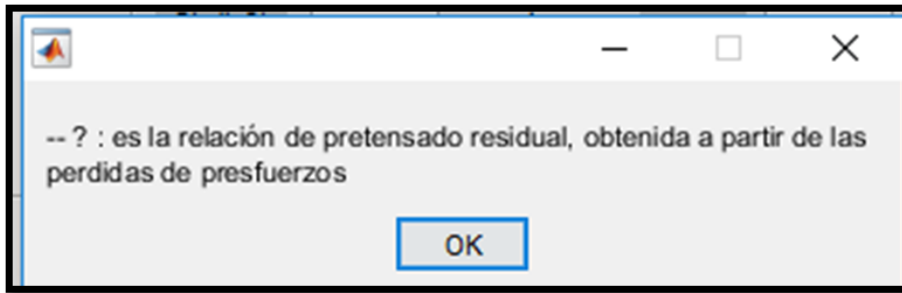 -- ? : es la relación de pretensado residual, obtenida a partir de las
perdidas de presfuerzos
OK